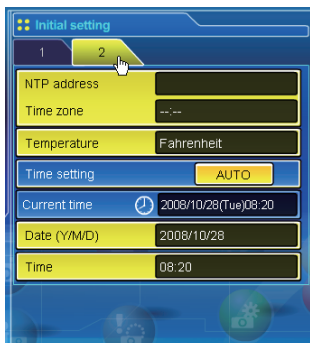 Initial setting
1 2
NTP address
Time zone --:--
Temperature Fahrenheit
Time setting AUTO
Current time 2008/10/28(Tue)08:20
Date (Y/M/D) 2008/10/28
Time 08:20